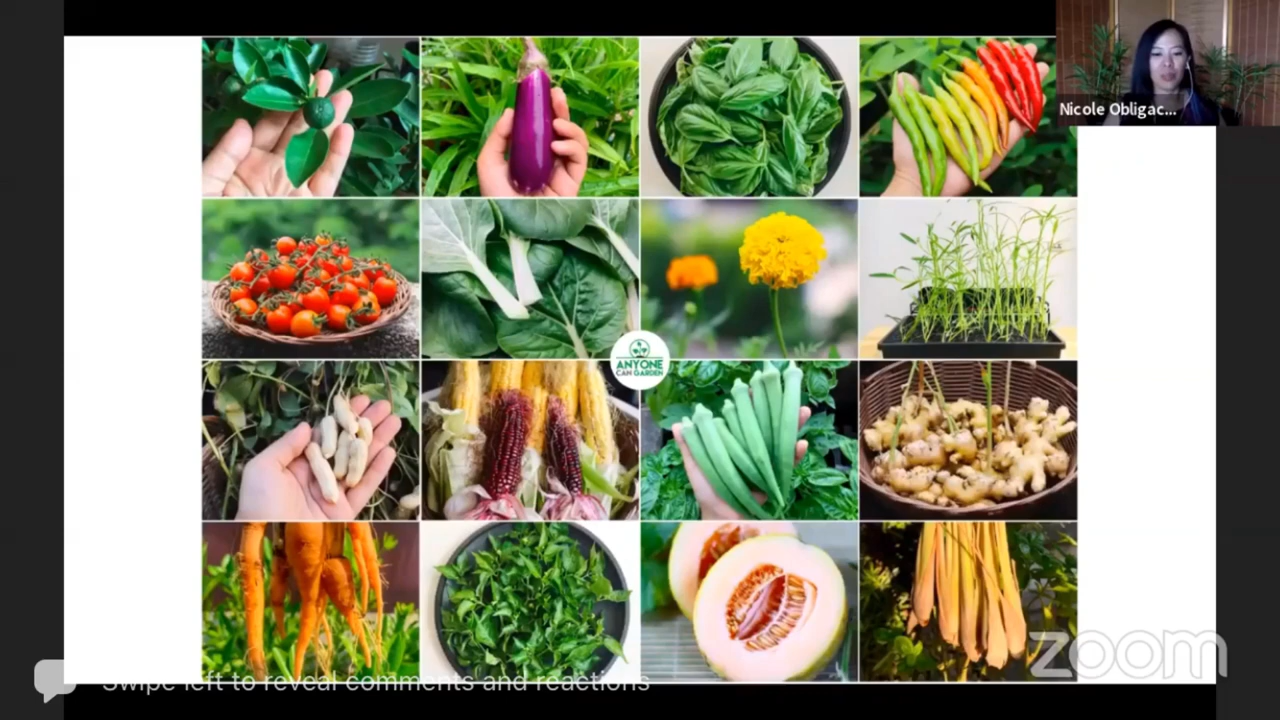 Nicole Obligac...
ANYONE
CAN GARDEN
Swipe left to reveal comments and reactions
zoom